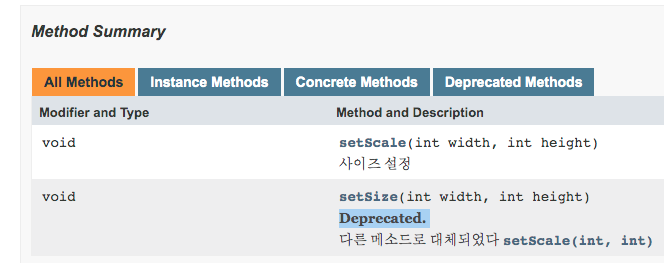 Method Summary
All Methods Instance Methods Concrete Methods Deprecated Methods
Modifier and Type Method and Description
void setScale(int width, int height)
사이즈 설정
void setSize(int width, int height)
Deprecated.
다른 메소드로 대체되었다 setScale(int, int)